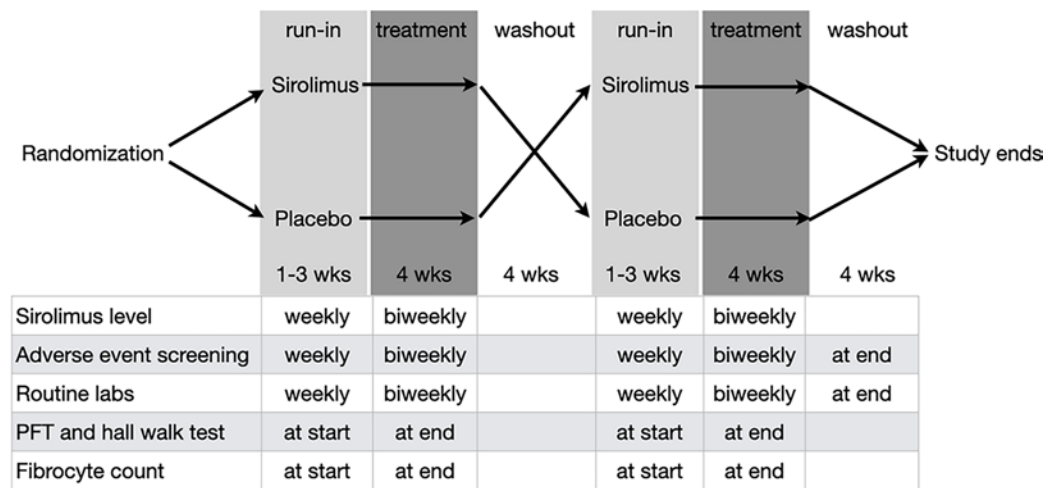 run-in treatment washout run-in treatment washout
Sirolimus Sirolimus
Randomization Study ends
Placebo Placebo
1-3 wks 4 wks 4 wks 1-3 wks 4 wks 4 wks
Sirolimus level weekly biweekly weekly biweekly
Adverse event screening weekly biweekly weekly biweekly at end
Routine labs weekly biweekly weekly biweekly at end
PFT and hall walk test at start at end at start at end
Fibrocyte count at start at end at start at end